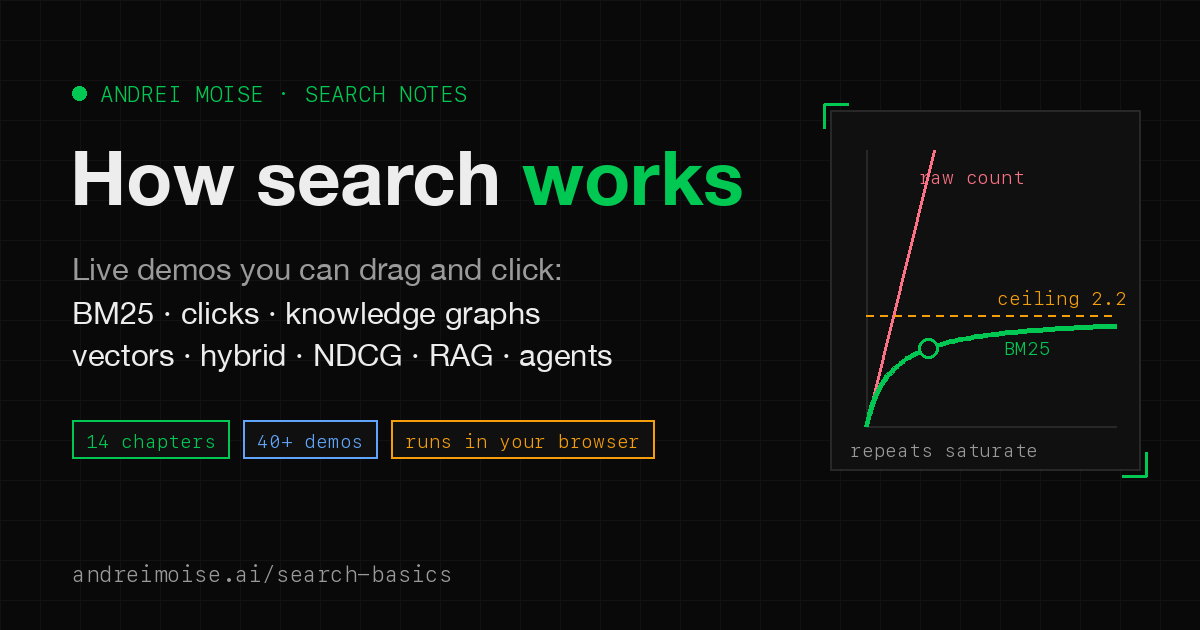 ANDREI MOISE · SEARCH NOTES
How search works
Live demos you can drag and click:
BM25 · clicks · knowledge graphs
vectors · hybrid · NDCG · RAG · agents
14 chapters
40+ demos
runs in your browser
andreimoise.ai/search-basics
raw count
ceiling 2.2
BM25
repeats saturate